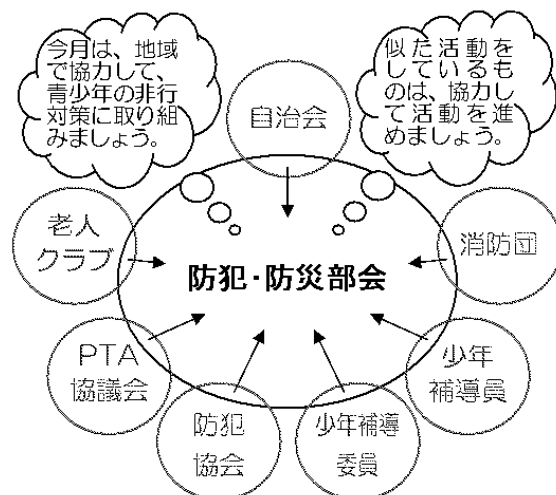 今月は、地域
で協力して、
青少年の非行
対策に取り組
みましょう。
似た活動を
しているも
のは、協力し
て活動を進
めましょう。
自治会
老人
クラブ
消防団
防犯・防災部会
PTA
協議会
少年
補導員
防犯
協会
少年補導
委員